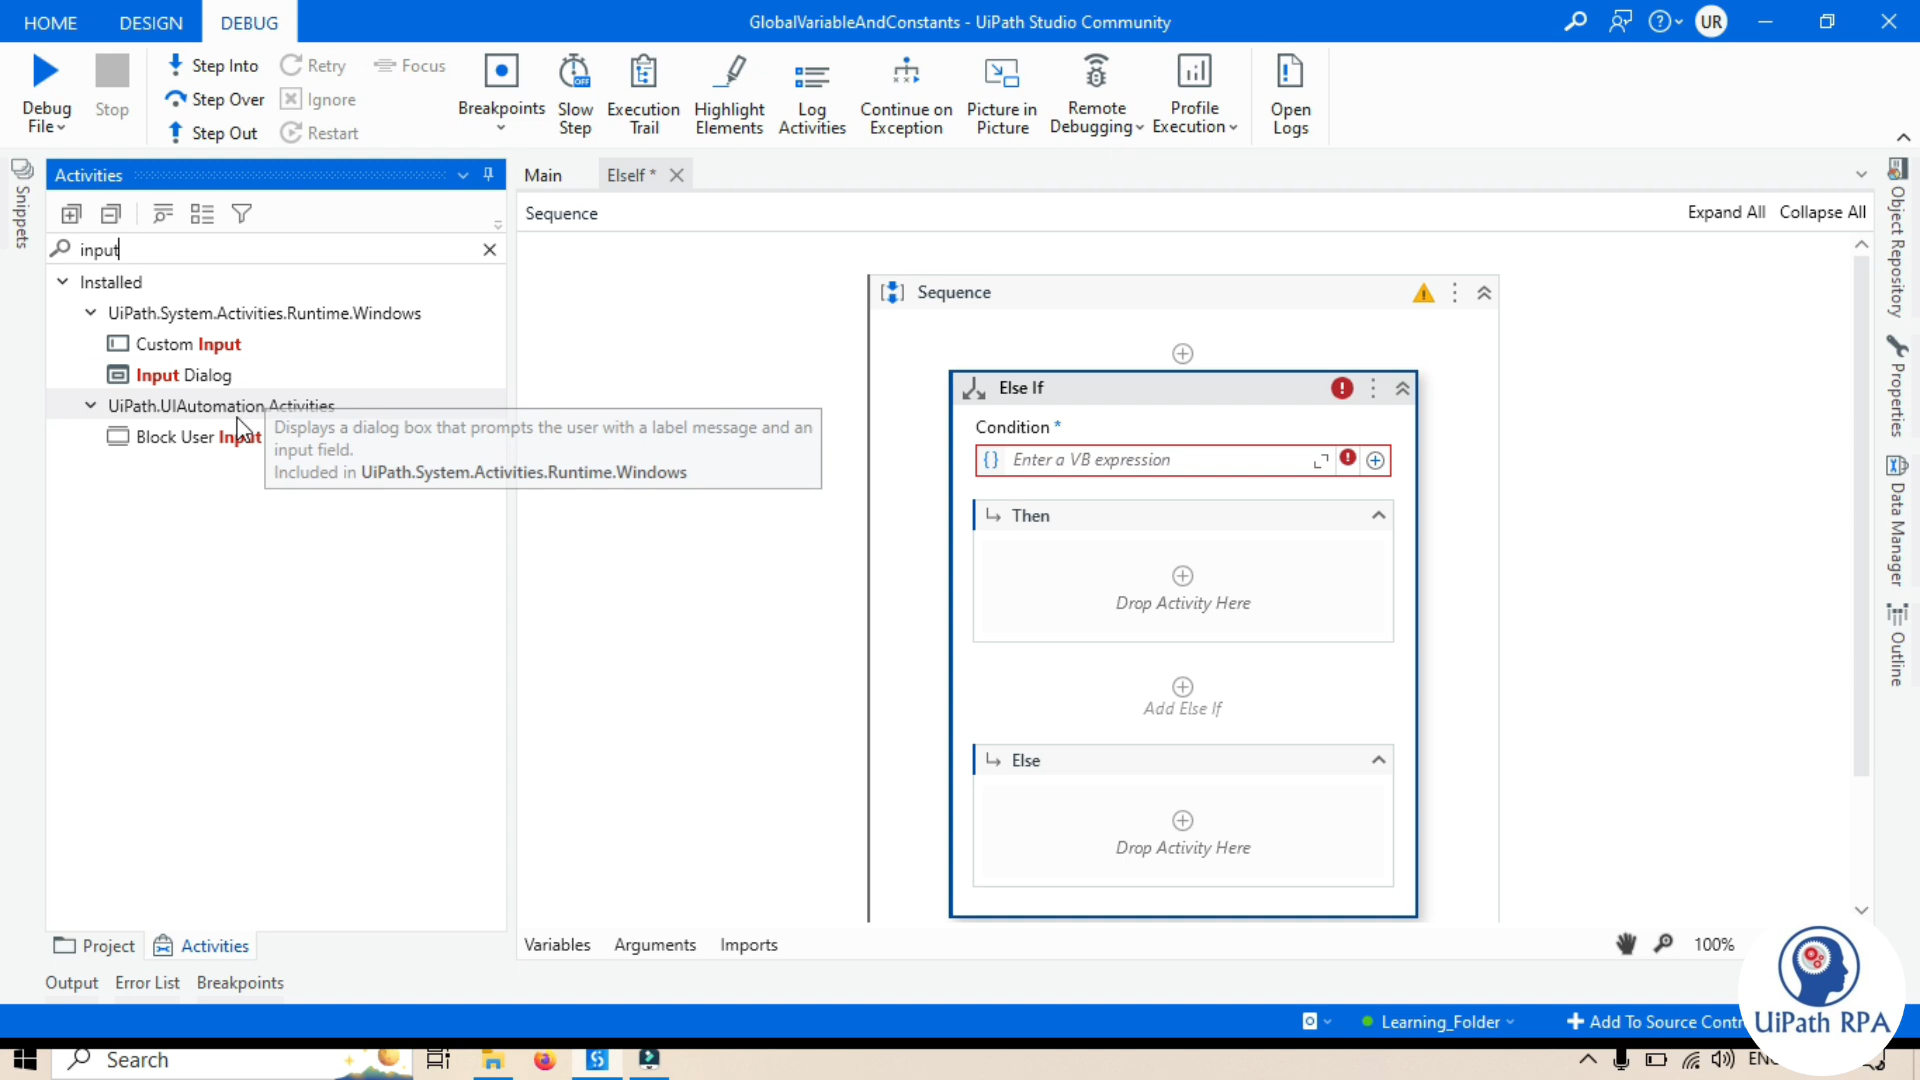 HOME DESIGN DEBUG GlobalVariableAndConstants - UiPath Studio Community UR
Debug File
Stop
Step Into
Step Over
Step Out
Retry
Ignore
Restart
Focus
Breakpoints
Slow Step
OFF
Execution Trail
Highlight Elements
Log Activities
Continue on Exception
Picture in Picture
Remote Debugging
Profile Execution
Open Logs
Snippets
Activities
input
Installed
UiPath.System.Activities.Runtime.Windows
Custom Input
Input Dialog
UiPath.UIAutomation.Activities
Block User Input
Displays a dialog box that prompts the user with a label message and an
input field.
Included in UiPath.System.Activities.Runtime.Windows
Main ElseIf *
Sequence Expand All Collapse All
Sequence
Else If
Condition *
{} Enter a VB expression
Then
Drop Activity Here
Add Else If
Else
Drop Activity Here
Object Repository
Properties
Data Manager
Outline
Project Activities
Variables Arguments Imports 100%
Output Error List Breakpoints
Learning_Folder Add To Source Contr
UiPath RPA
Search